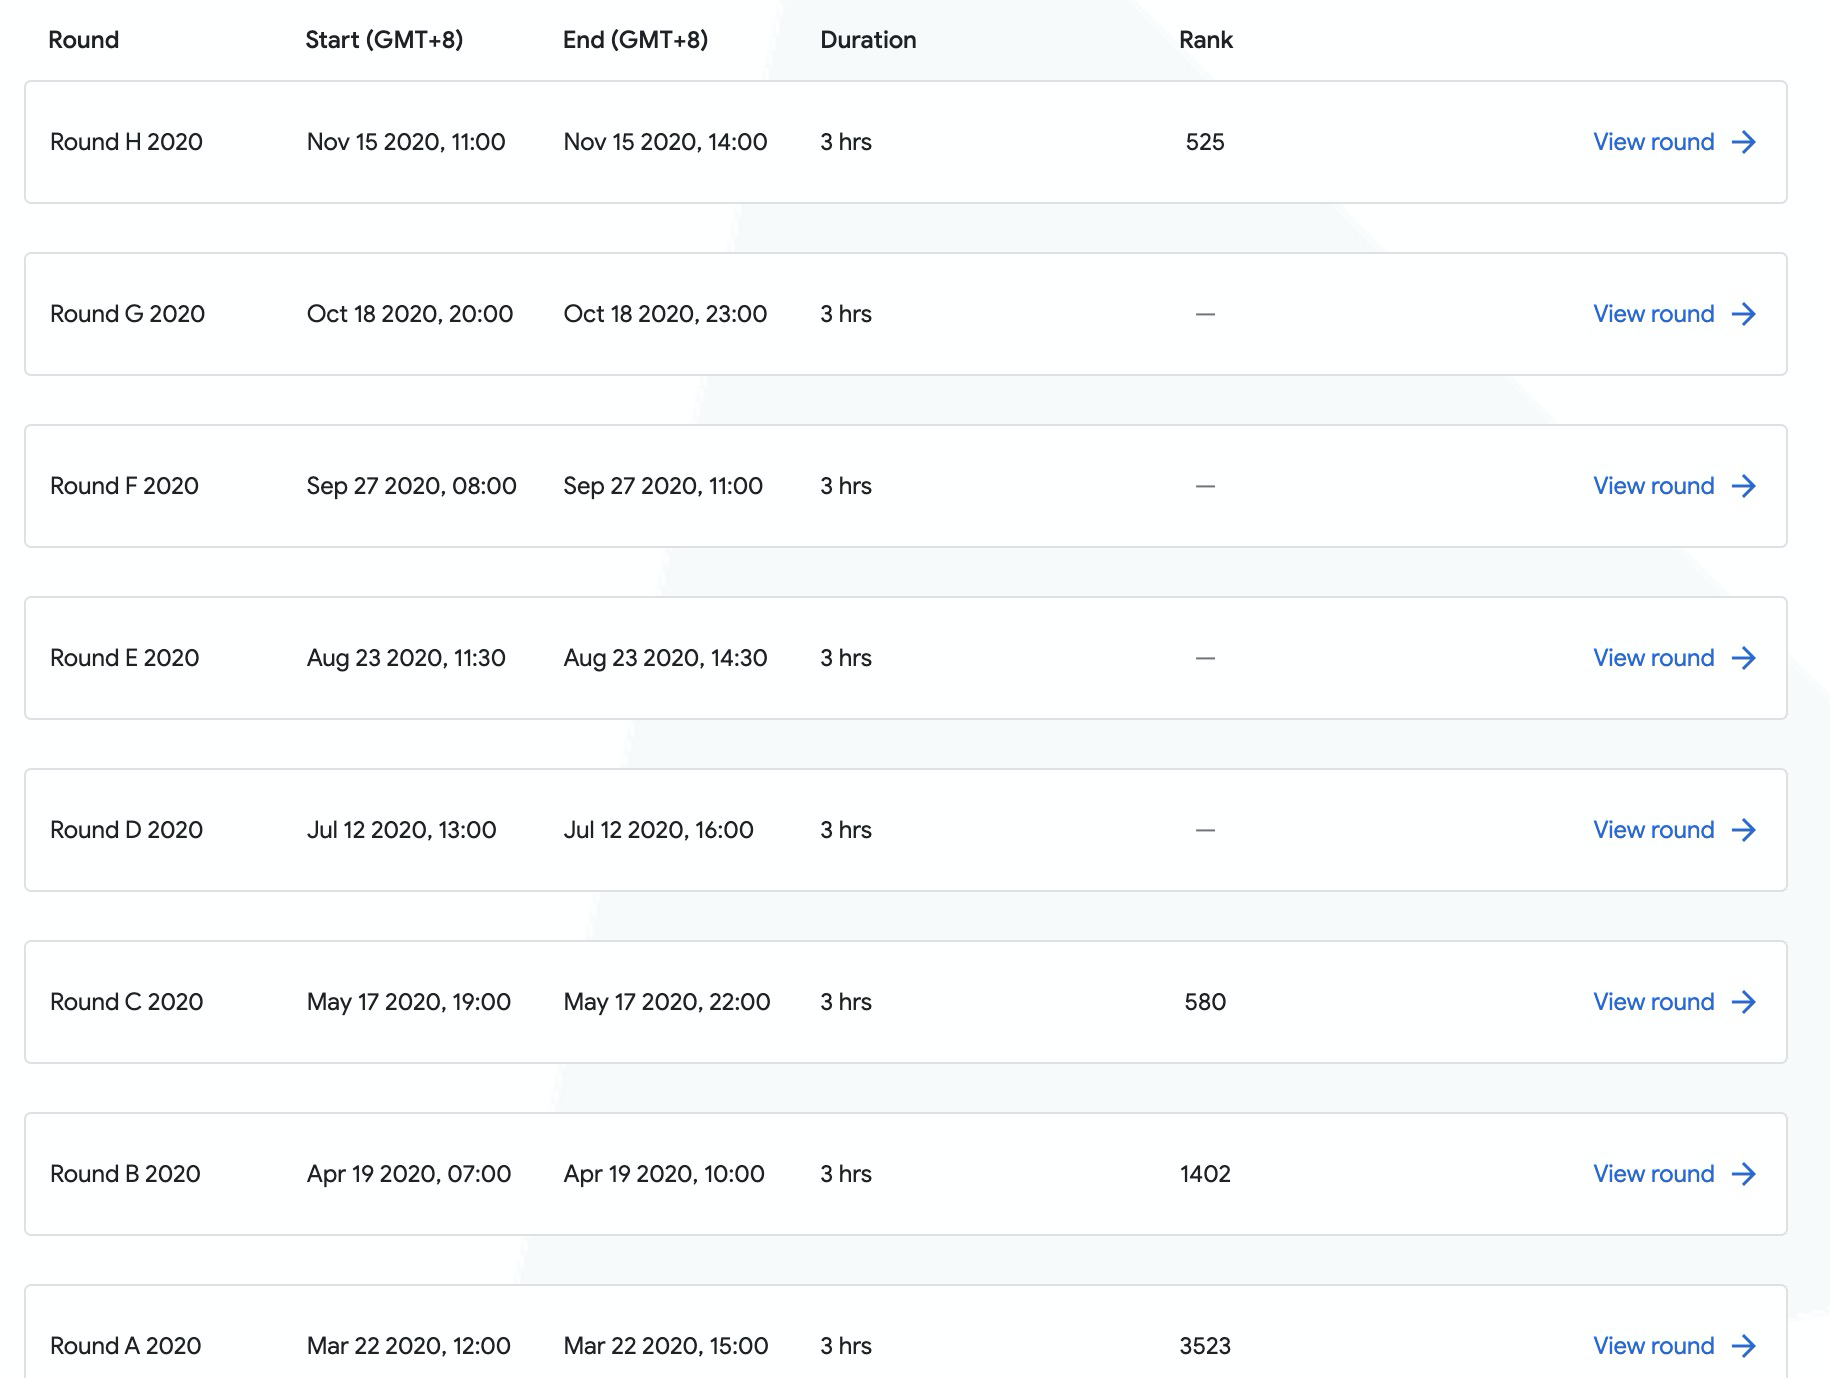 Round Start (GMT+8) End (GMT+8) Duration Rank
Round H 2020 Nov 15 2020, 11:00 Nov 15 2020, 14:00 3 hrs 525 View round →
Round G 2020 Oct 18 2020, 20:00 Oct 18 2020, 23:00 3 hrs — View round →
Round F 2020 Sep 27 2020, 08:00 Sep 27 2020, 11:00 3 hrs — View round →
Round E 2020 Aug 23 2020, 11:30 Aug 23 2020, 14:30 3 hrs — View round →
Round D 2020 Jul 12 2020, 13:00 Jul 12 2020, 16:00 3 hrs — View round →
Round C 2020 May 17 2020, 19:00 May 17 2020, 22:00 3 hrs 580 View round →
Round B 2020 Apr 19 2020, 07:00 Apr 19 2020, 10:00 3 hrs 1402 View round →
Round A 2020 Mar 22 2020, 12:00 Mar 22 2020, 15:00 3 hrs 3523 View round →